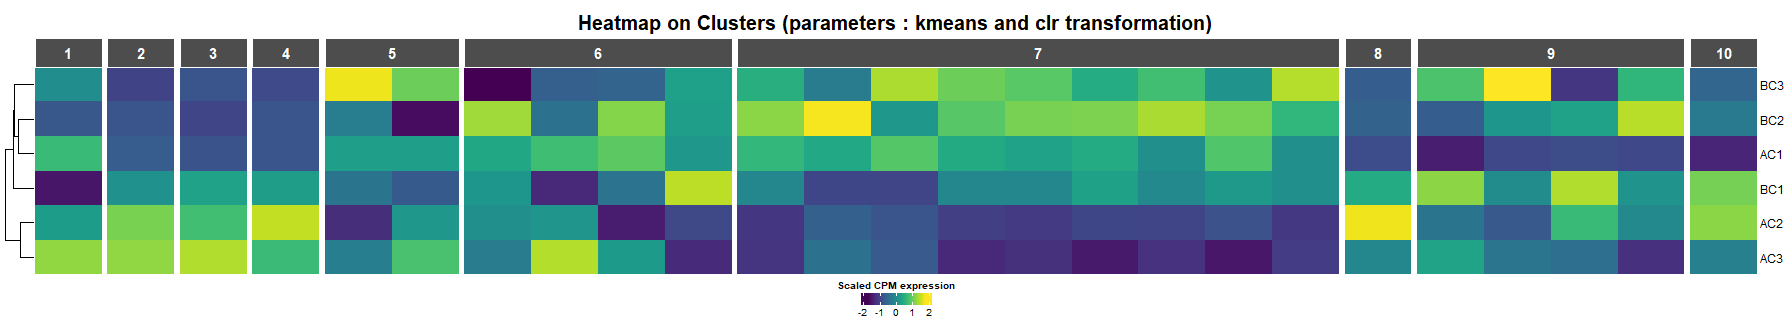 Heatmap on Clusters (parameters : kmeans and clr transformation)
1 2 3 4 5 6 7 8 9 10
BC3
BC2
AC1
BC1
AC2
AC3
Scaled CPM expression
-2 -1 0 1 2